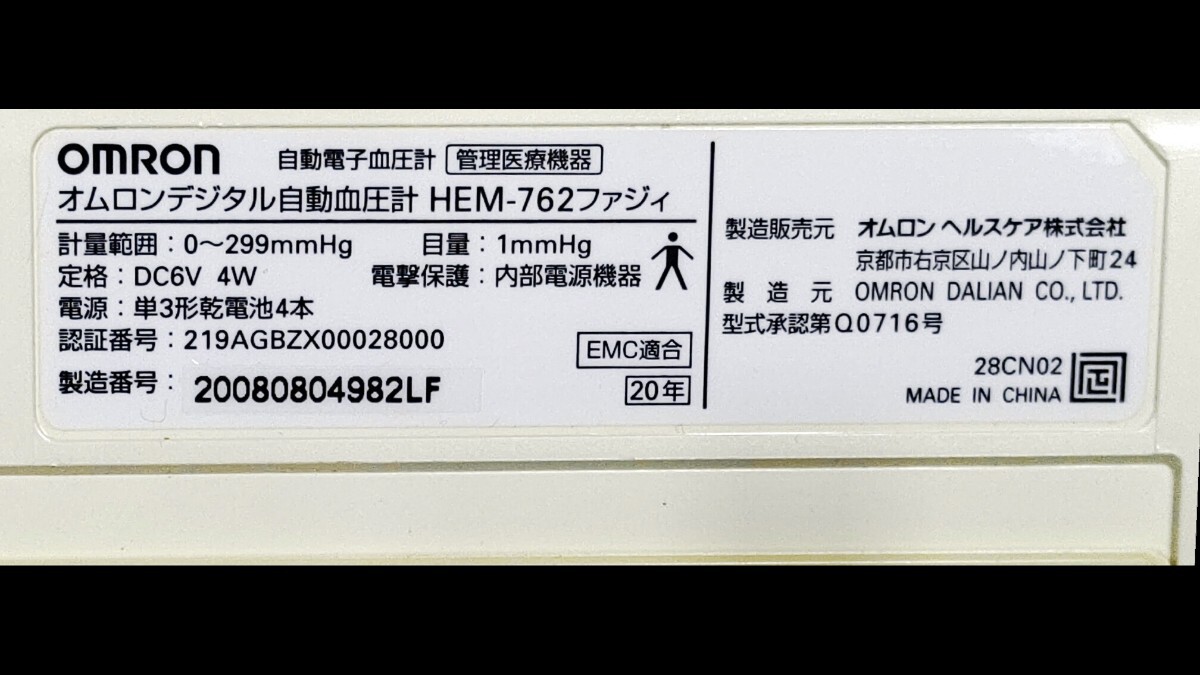 OMRON 自動電子血圧計 管理医療機器
オムロンデジタル自動血圧計 HEM-762ファジィ
計量範囲：0～299mmHg 目量：1mmHg
定格：DC6V 4W 電撃保護：内部電源機器
電源：単3形乾電池4本
認証番号：219AGBZX00028000
EMC適合
製造番号：20080804982LF
20年
製造販売元 オムロン ヘルスケア株式会社
京都市右京区山ノ内山ノ下町24
製造元 OMRON DALIAN CO., LTD.
型式承認第Q0716号
28CN02
MADE IN CHINA